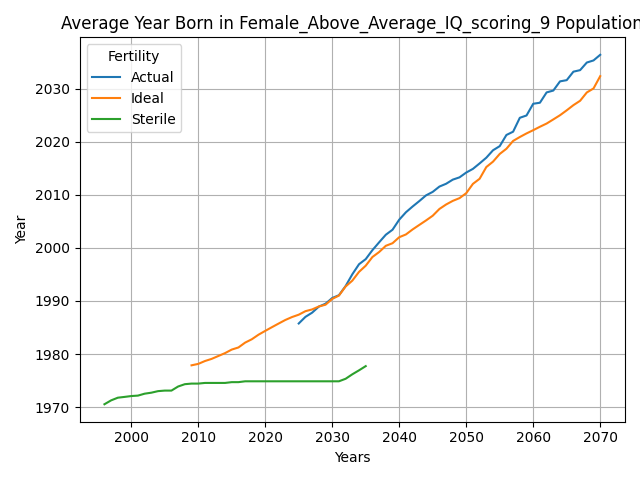 Average Year Born in Female_Above_Average_IQ_scoring_9 Population
Fertility
Actual
Ideal
Sterile
Year
2030
2020
2010
2000
1990
1980
1970
2000 2010 2020 2030 2040 2050 2060 2070
Years